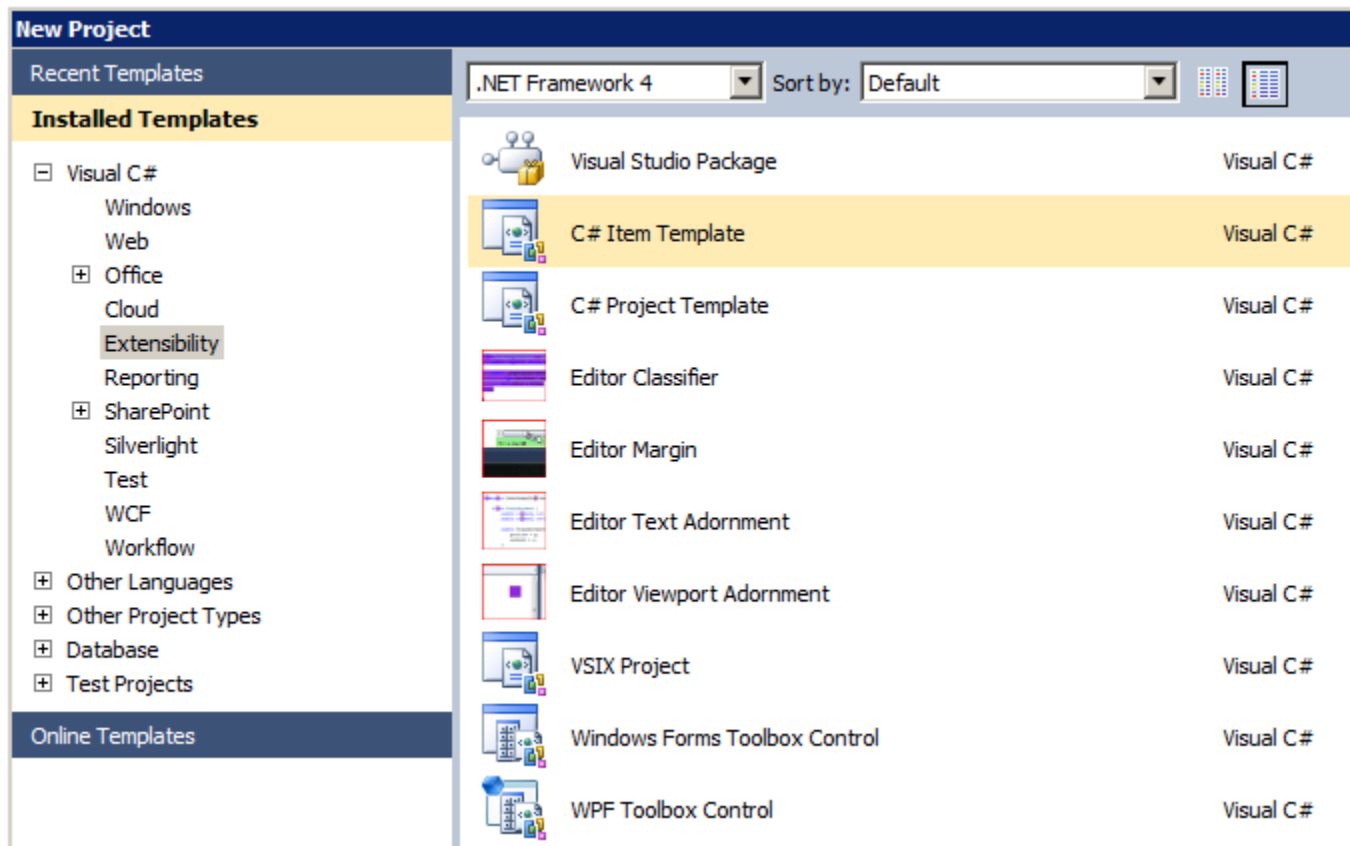 New Project
Recent Templates
Installed Templates
Visual C#
Windows
Web
Office
Cloud
Extensibility
Reporting
SharePoint
Silverlight
Test
WCF
Workflow
Other Languages
Other Project Types
Database
Test Projects
Online Templates
.NET Framework 4 Sort by: Default
Visual Studio Package Visual C#
C# Item Template Visual C#
C# Project Template Visual C#
Editor Classifier Visual C#
Editor Margin Visual C#
Editor Text Adornment Visual C#
Editor Viewport Adornment Visual C#
VSIX Project Visual C#
Windows Forms Toolbox Control Visual C#
WPF Toolbox Control Visual C#